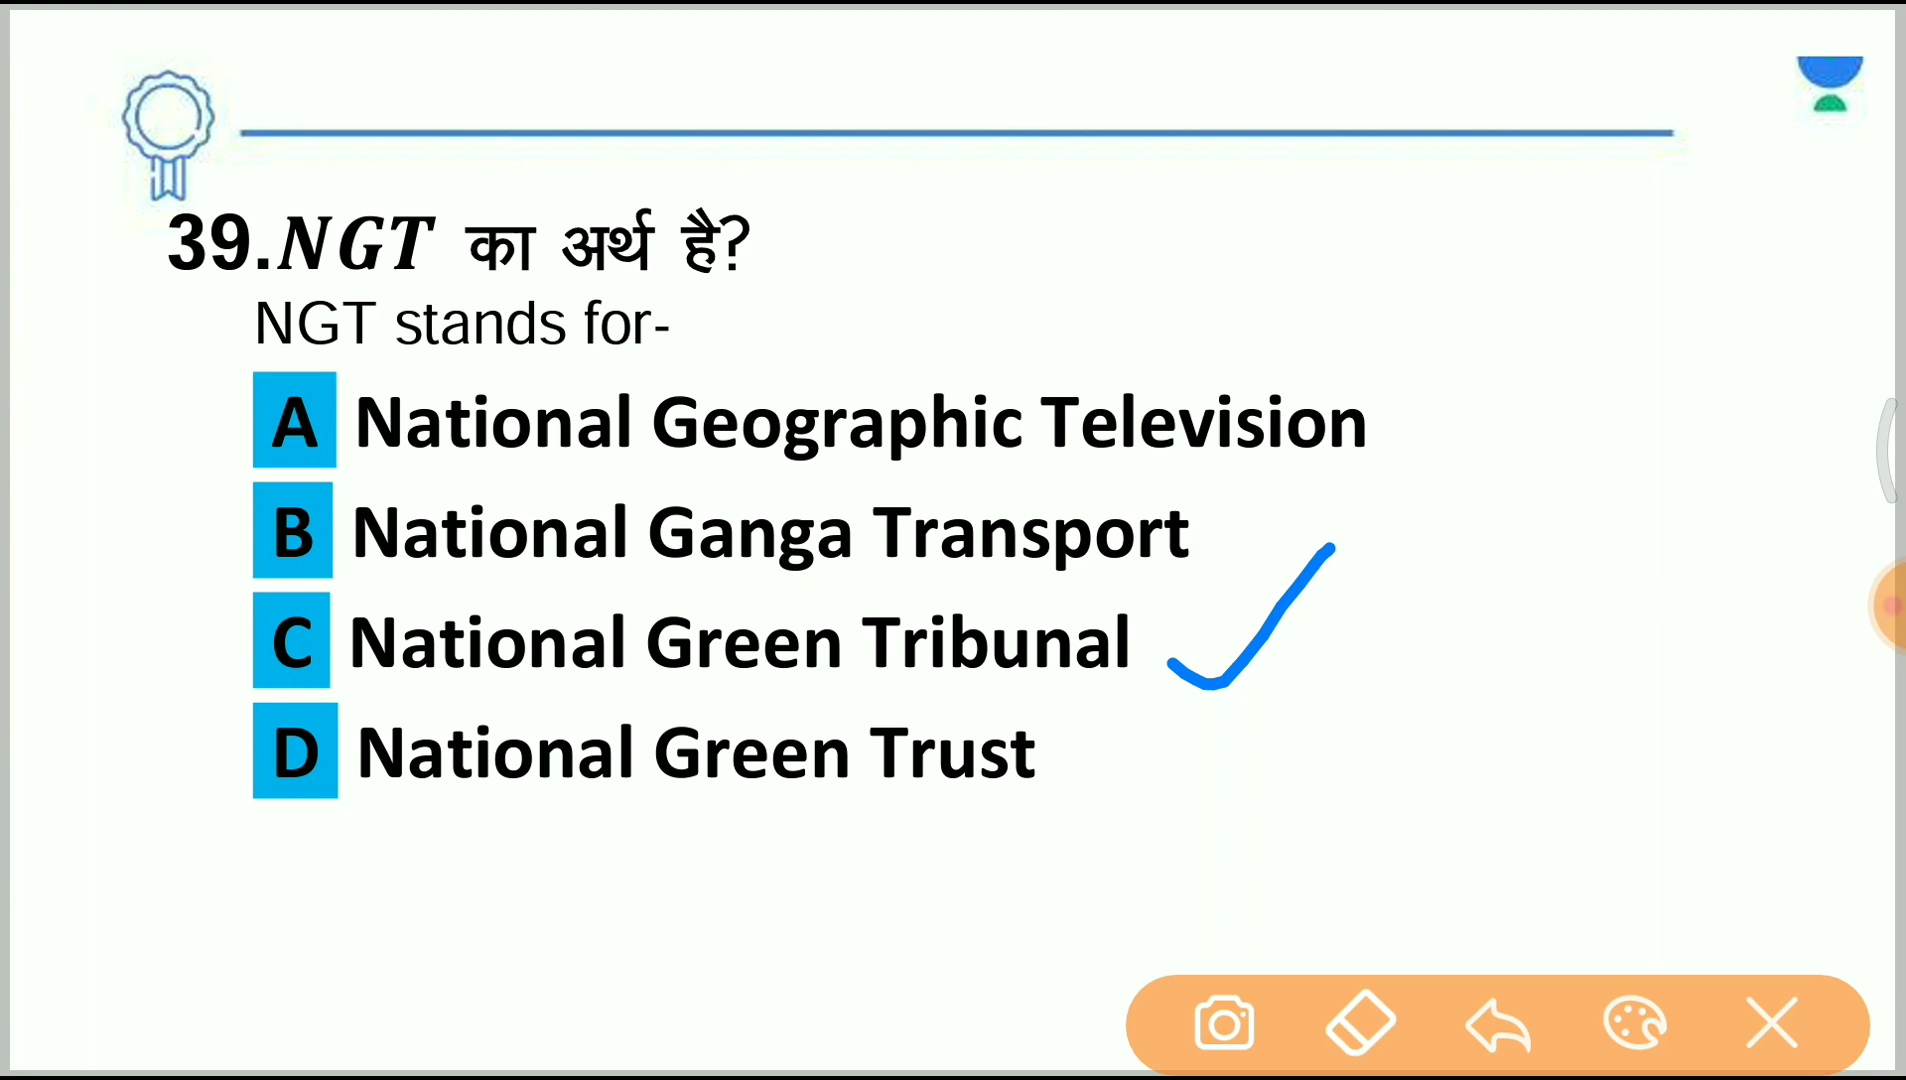 39. NGT का अर्थ है?
NGT stands for-
A National Geographic Television
B National Ganga Transport
C National Green Tribunal
D National Green Trust